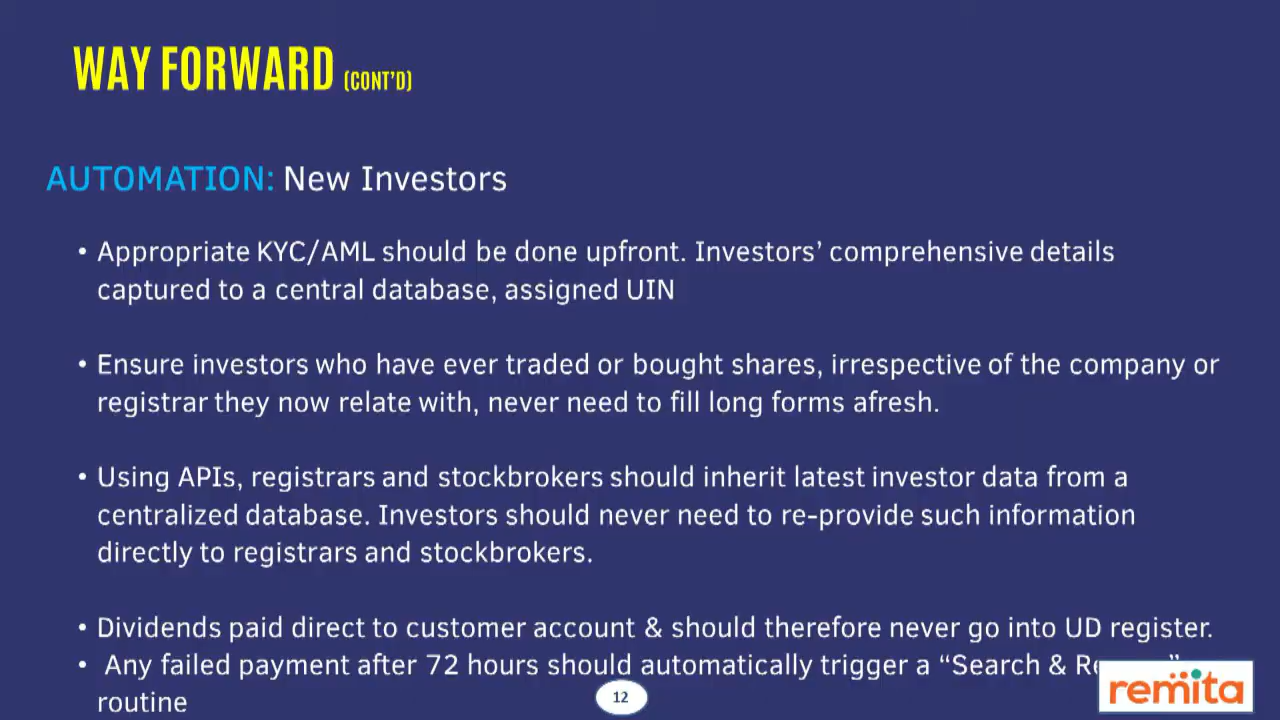 WAY FORWARD (CONT'D)
AUTOMATION: New Investors
• Appropriate KYC/AML should be done upfront. Investors’ comprehensive details
captured to a central database, assigned UIN
• Ensure investors who have ever traded or bought shares, irrespective of the company or
registrar they now relate with, never need to fill long forms afresh.
• Using APIs, registrars and stockbrokers should inherit latest investor data from a
centralized database. Investors should never need to re-provide such information
directly to registrars and stockbrokers.
• Dividends paid direct to customer account & should therefore never go into UD register.
• Any failed payment after 72 hours should automatically trigger a “Search &
routine
12
remita